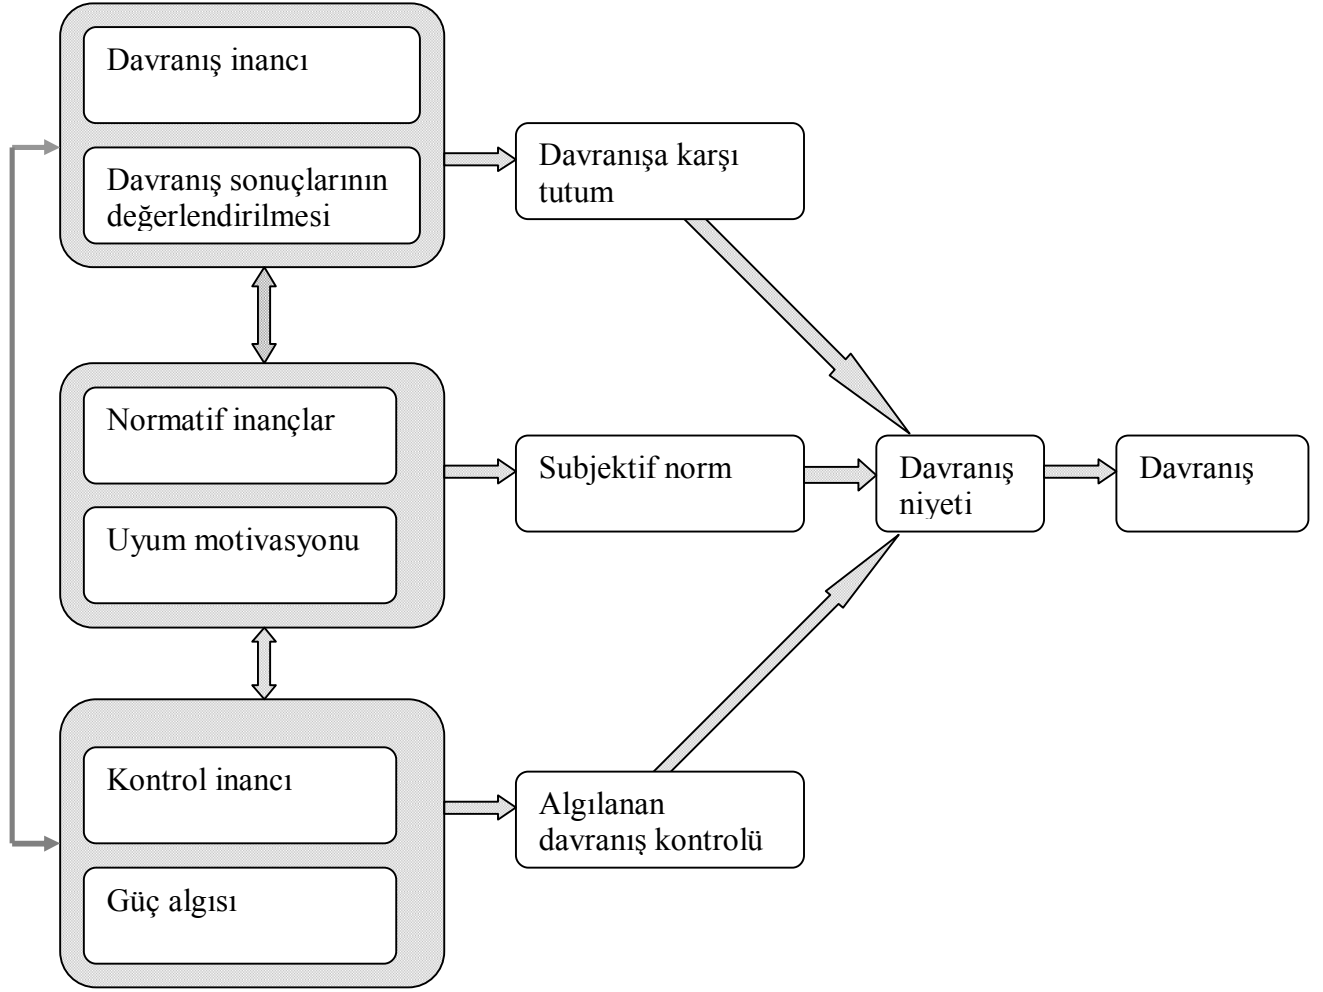 Davranış inancı
Davranış sonuçlarının
değerlendirilmesi
Davranışa karşı
tutum
Normatif inançlar
Uyum motivasyonu
Subjektif norm
Davranış
niyeti
Davranış
Kontrol inancı
Güç algısı
Algılanan
davranış kontrolü